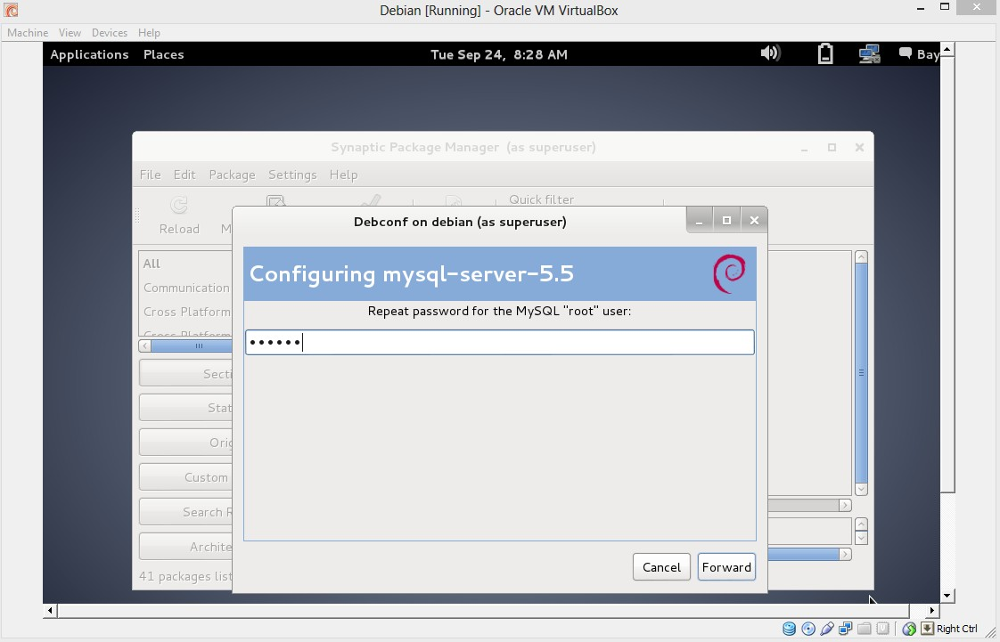 Debian [Running] - Oracle VM VirtualBox
Machine View Devices Help
Applications Places Tue Sep 24, 8:28 AM Bay
Synaptic Package Manager (as superuser)
File Edit Package Settings Help
Quick filter
Reload M
Debconf on debian (as superuser)
All
Communication
Cross Platform
Cross Platform
Configuring mysql-server-5.5
Repeat password for the MySQL "root" user:
••••••
Secti
Stat
Orig
Custom
Search R
Archite
41 packages list
Cancel Forward
Right Ctrl